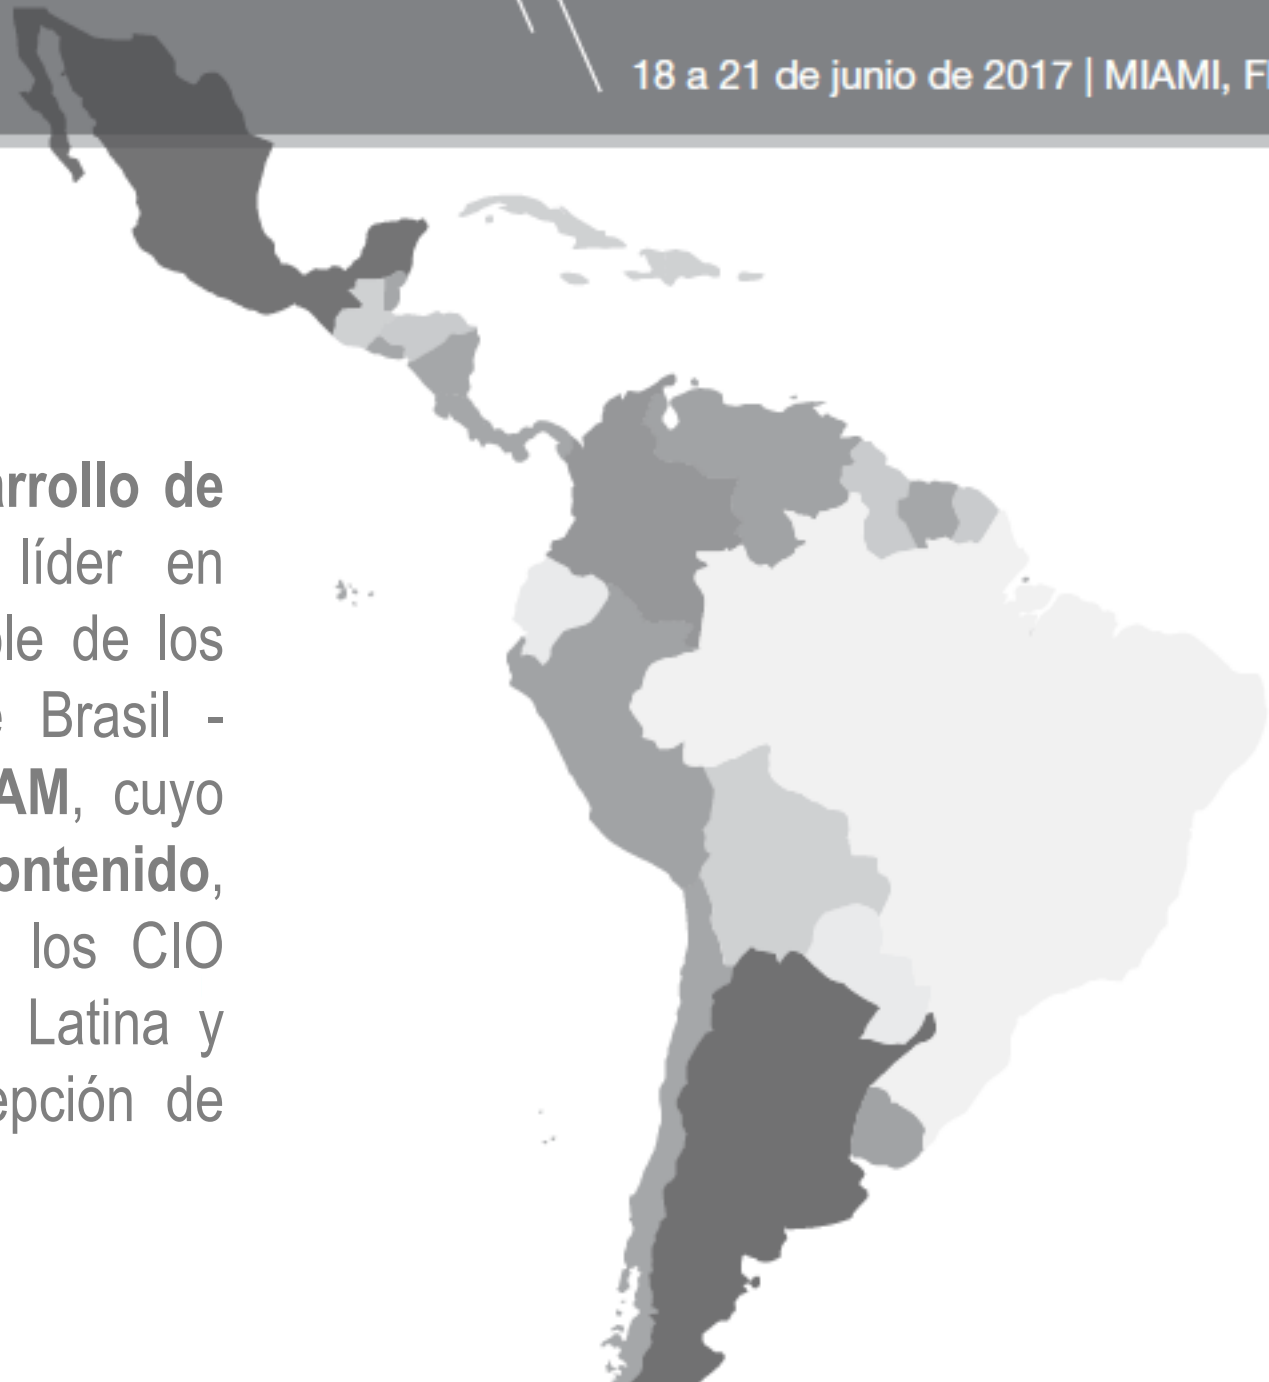 18 a 21 de junio de 2017 | MIAMI, F
arrollo de
líder en
le de los
Brasil -
AM, cuyo
ontenido,
los CIO
Latina y
epción de